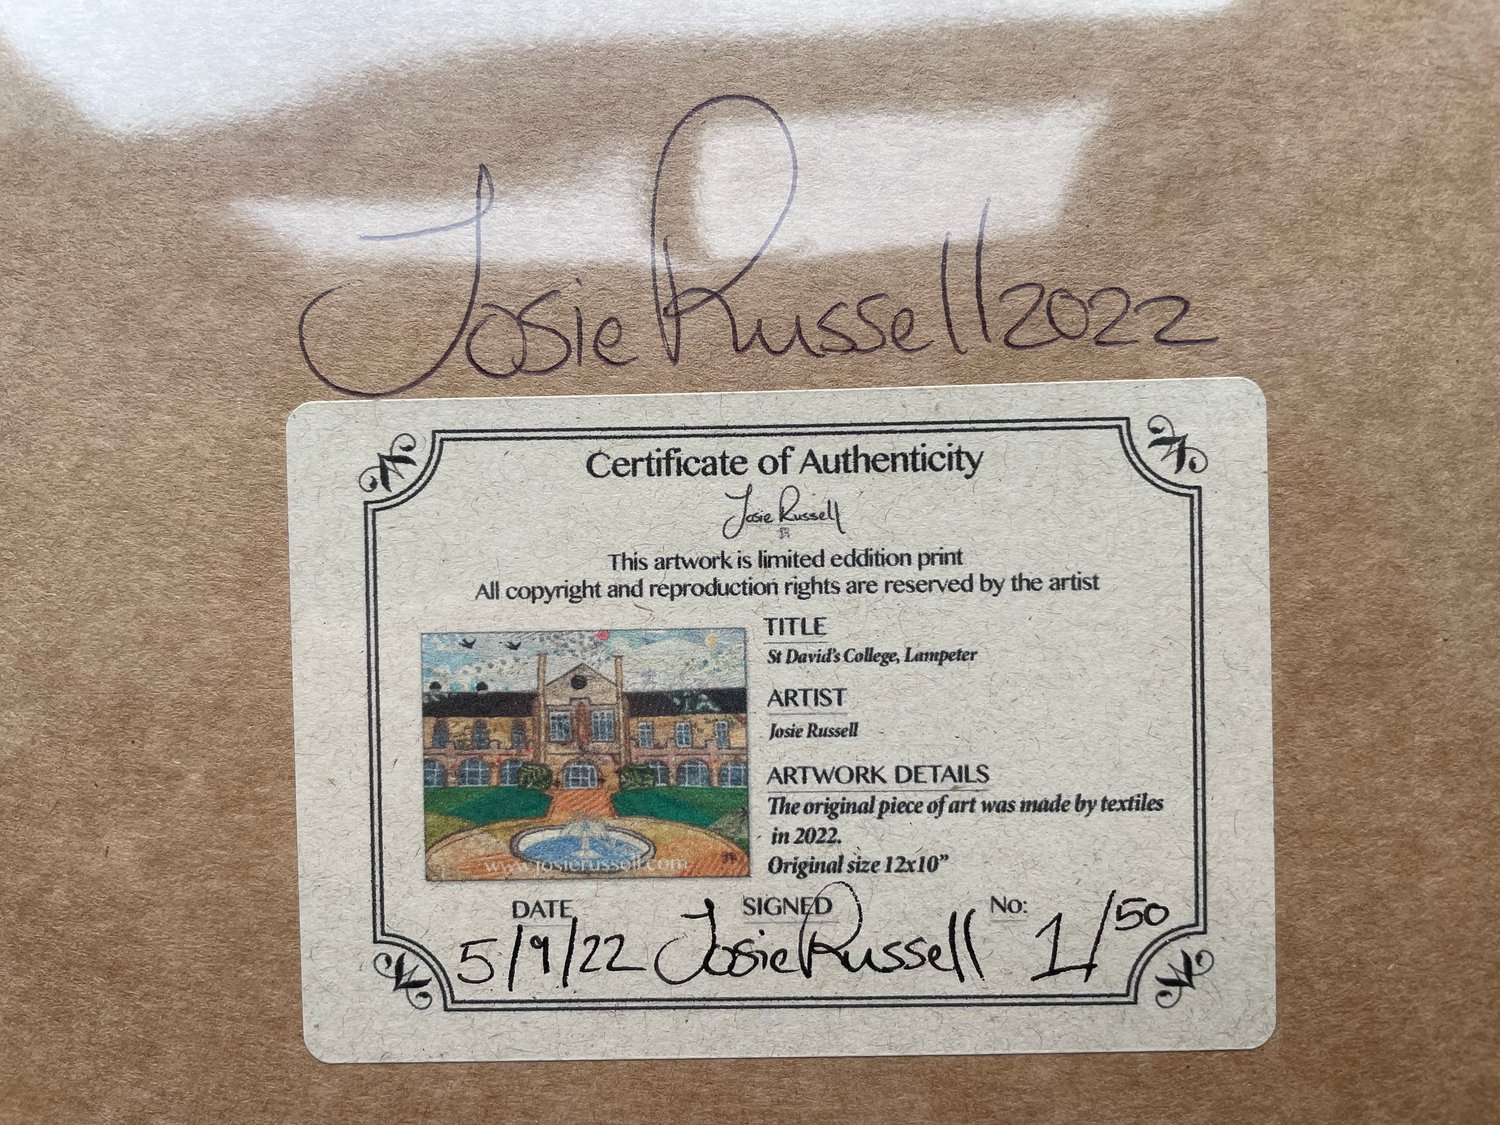 Josie Russell 2022
Certificate of Authenticity
Josie Russell
JR
This artwork is limited eddition print
All copyright and reproduction rights are reserved by the artist
TITLE
St David's College, Lampeter
ARTIST
Josie Russell
ARTWORK DETAILS
The original piece of art was made by textiles
in 2022.
Original size 12x10"
www.josierussell.com
JR
DATE SIGNED No:
5/9/22 Josie Russell 1/50